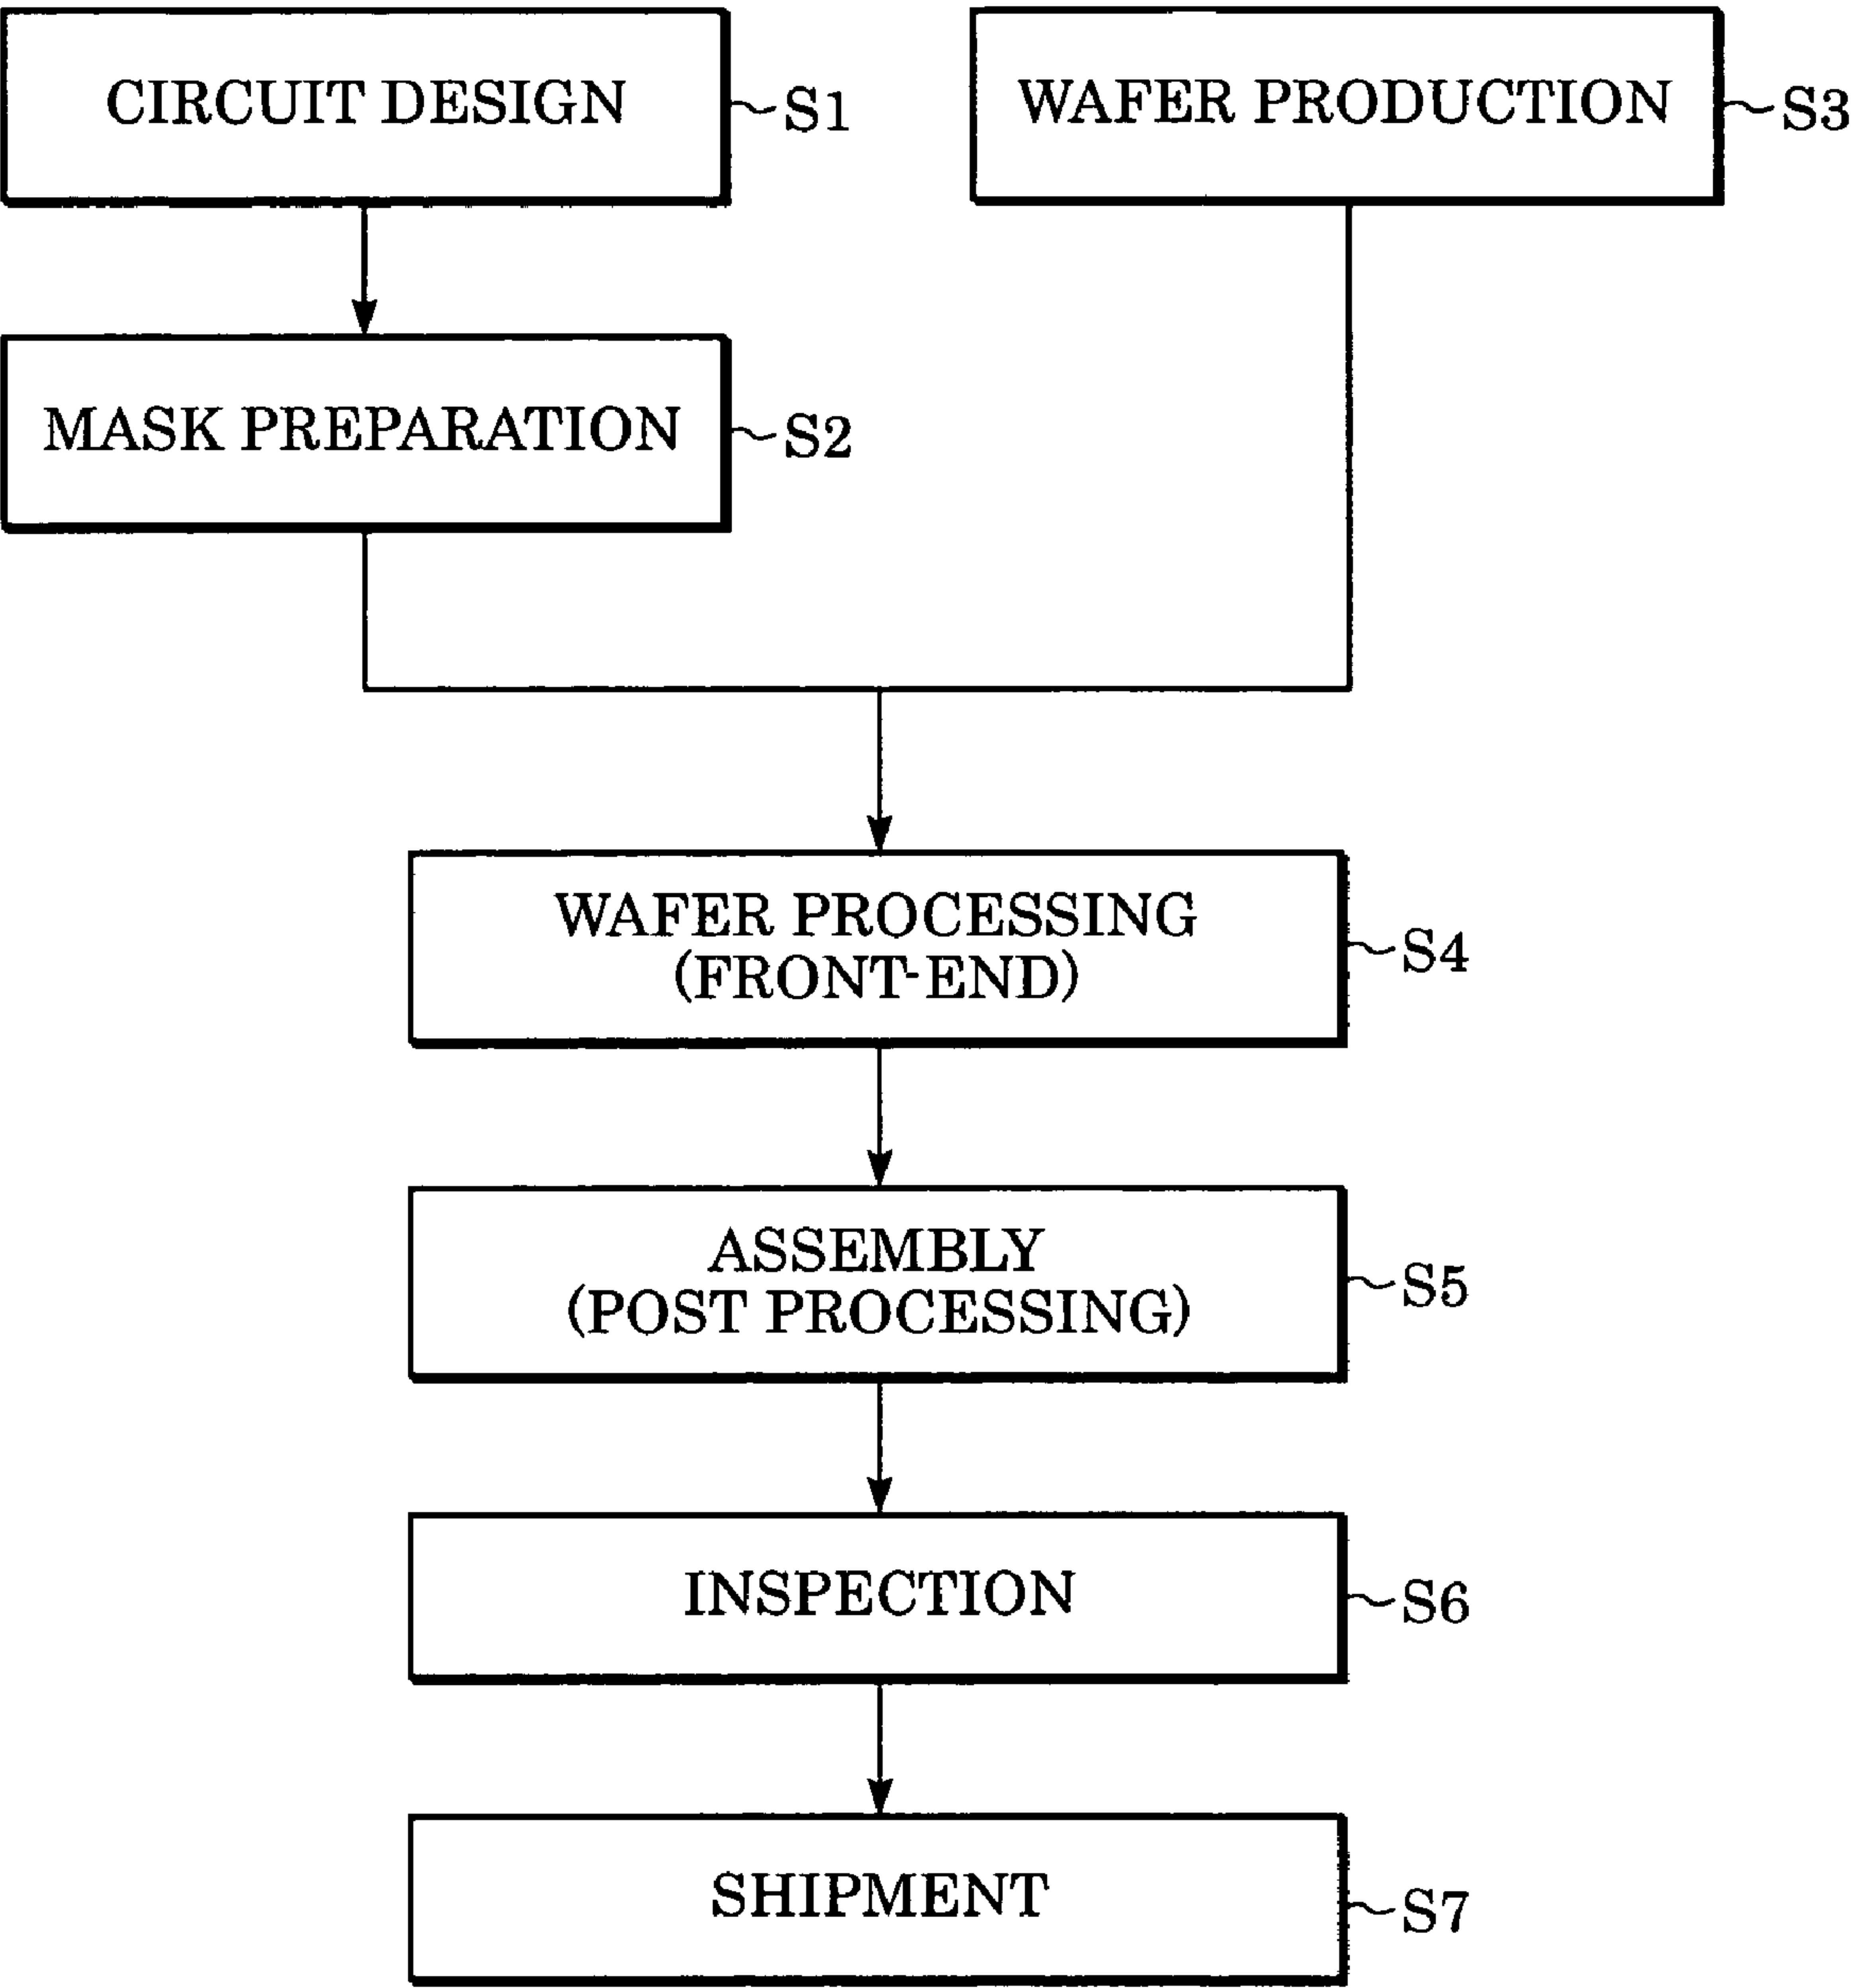 CIRCUIT DESIGN
S1
WAFER PRODUCTION
S3
MASK PREPARATION
S2
WAFER PROCESSING
(FRONT-END)
S4
ASSEMBLY
(POST PROCESSING)
S5
INSPECTION
S6
SHIPMENT
S7